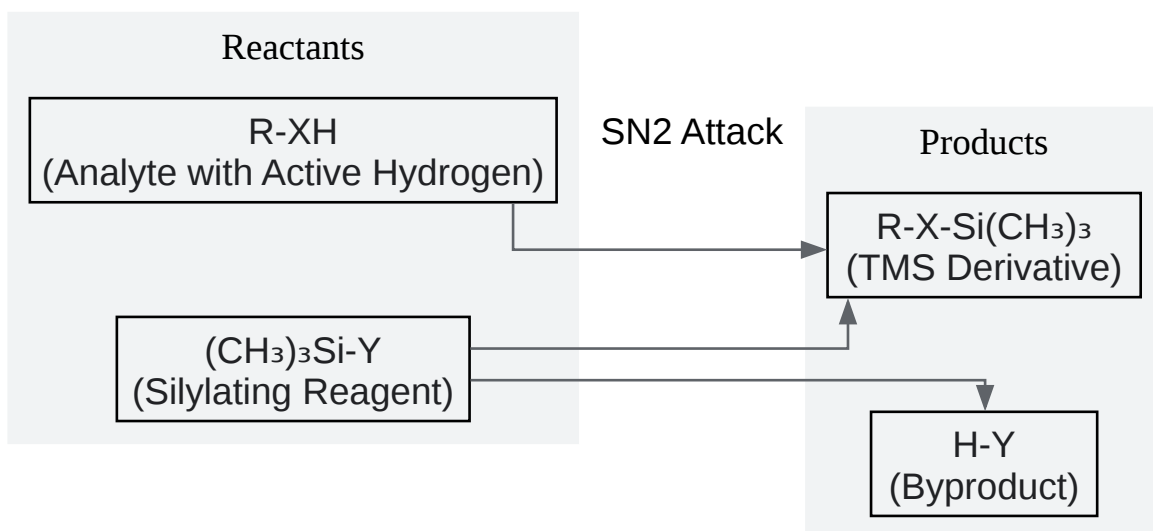 Reactants
R-XH
(Analyte with Active Hydrogen)
(CH₃)₃Si-Y
(Silylating Reagent)
SN2 Attack
Products
R-X-Si(CH₃)₃
(TMS Derivative)
H-Y
(Byproduct)